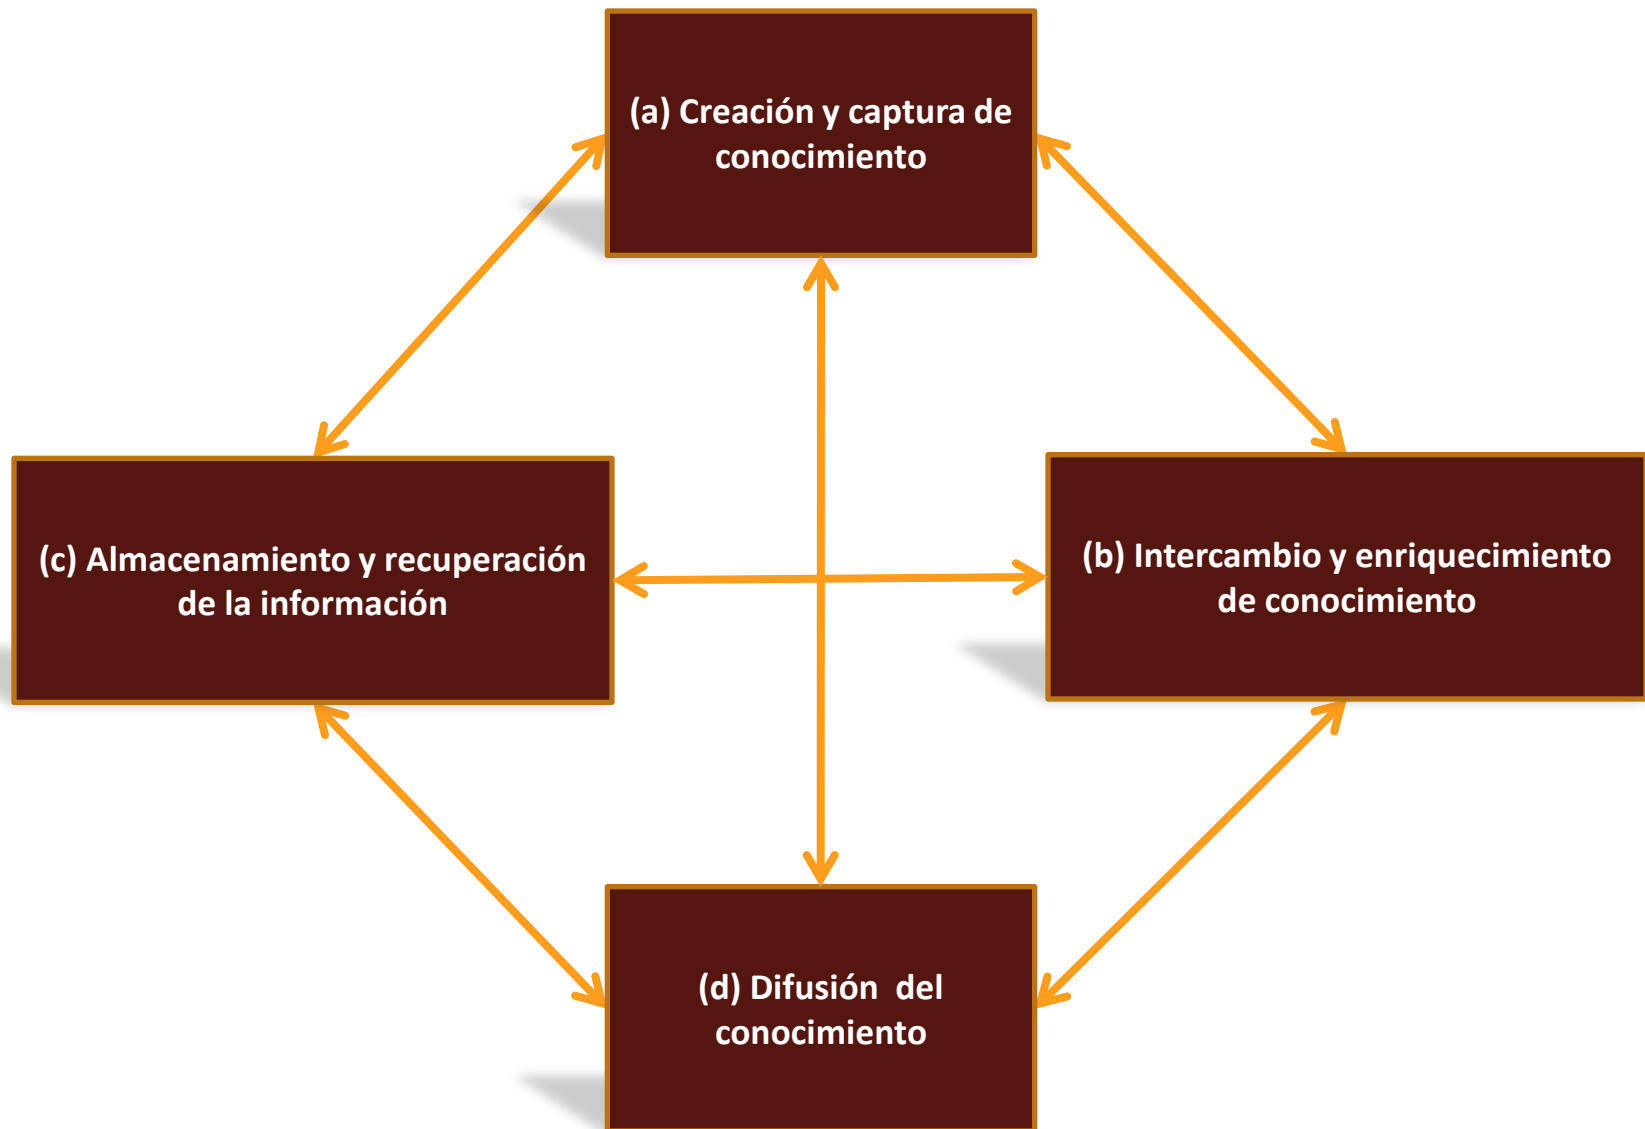 (a) Creación y captura de
conocimiento
(c) Almacenamiento y recuperación
de la información
(b) Intercambio y enriquecimiento
de conocimiento
(d) Difusión  del
conocimiento